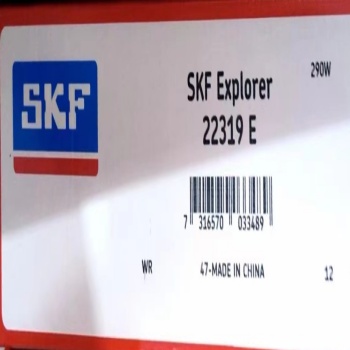 SKF
SKF Explorer
290W
22319 E
7 316570 033489
WR
47-MADE IN CHINA
12